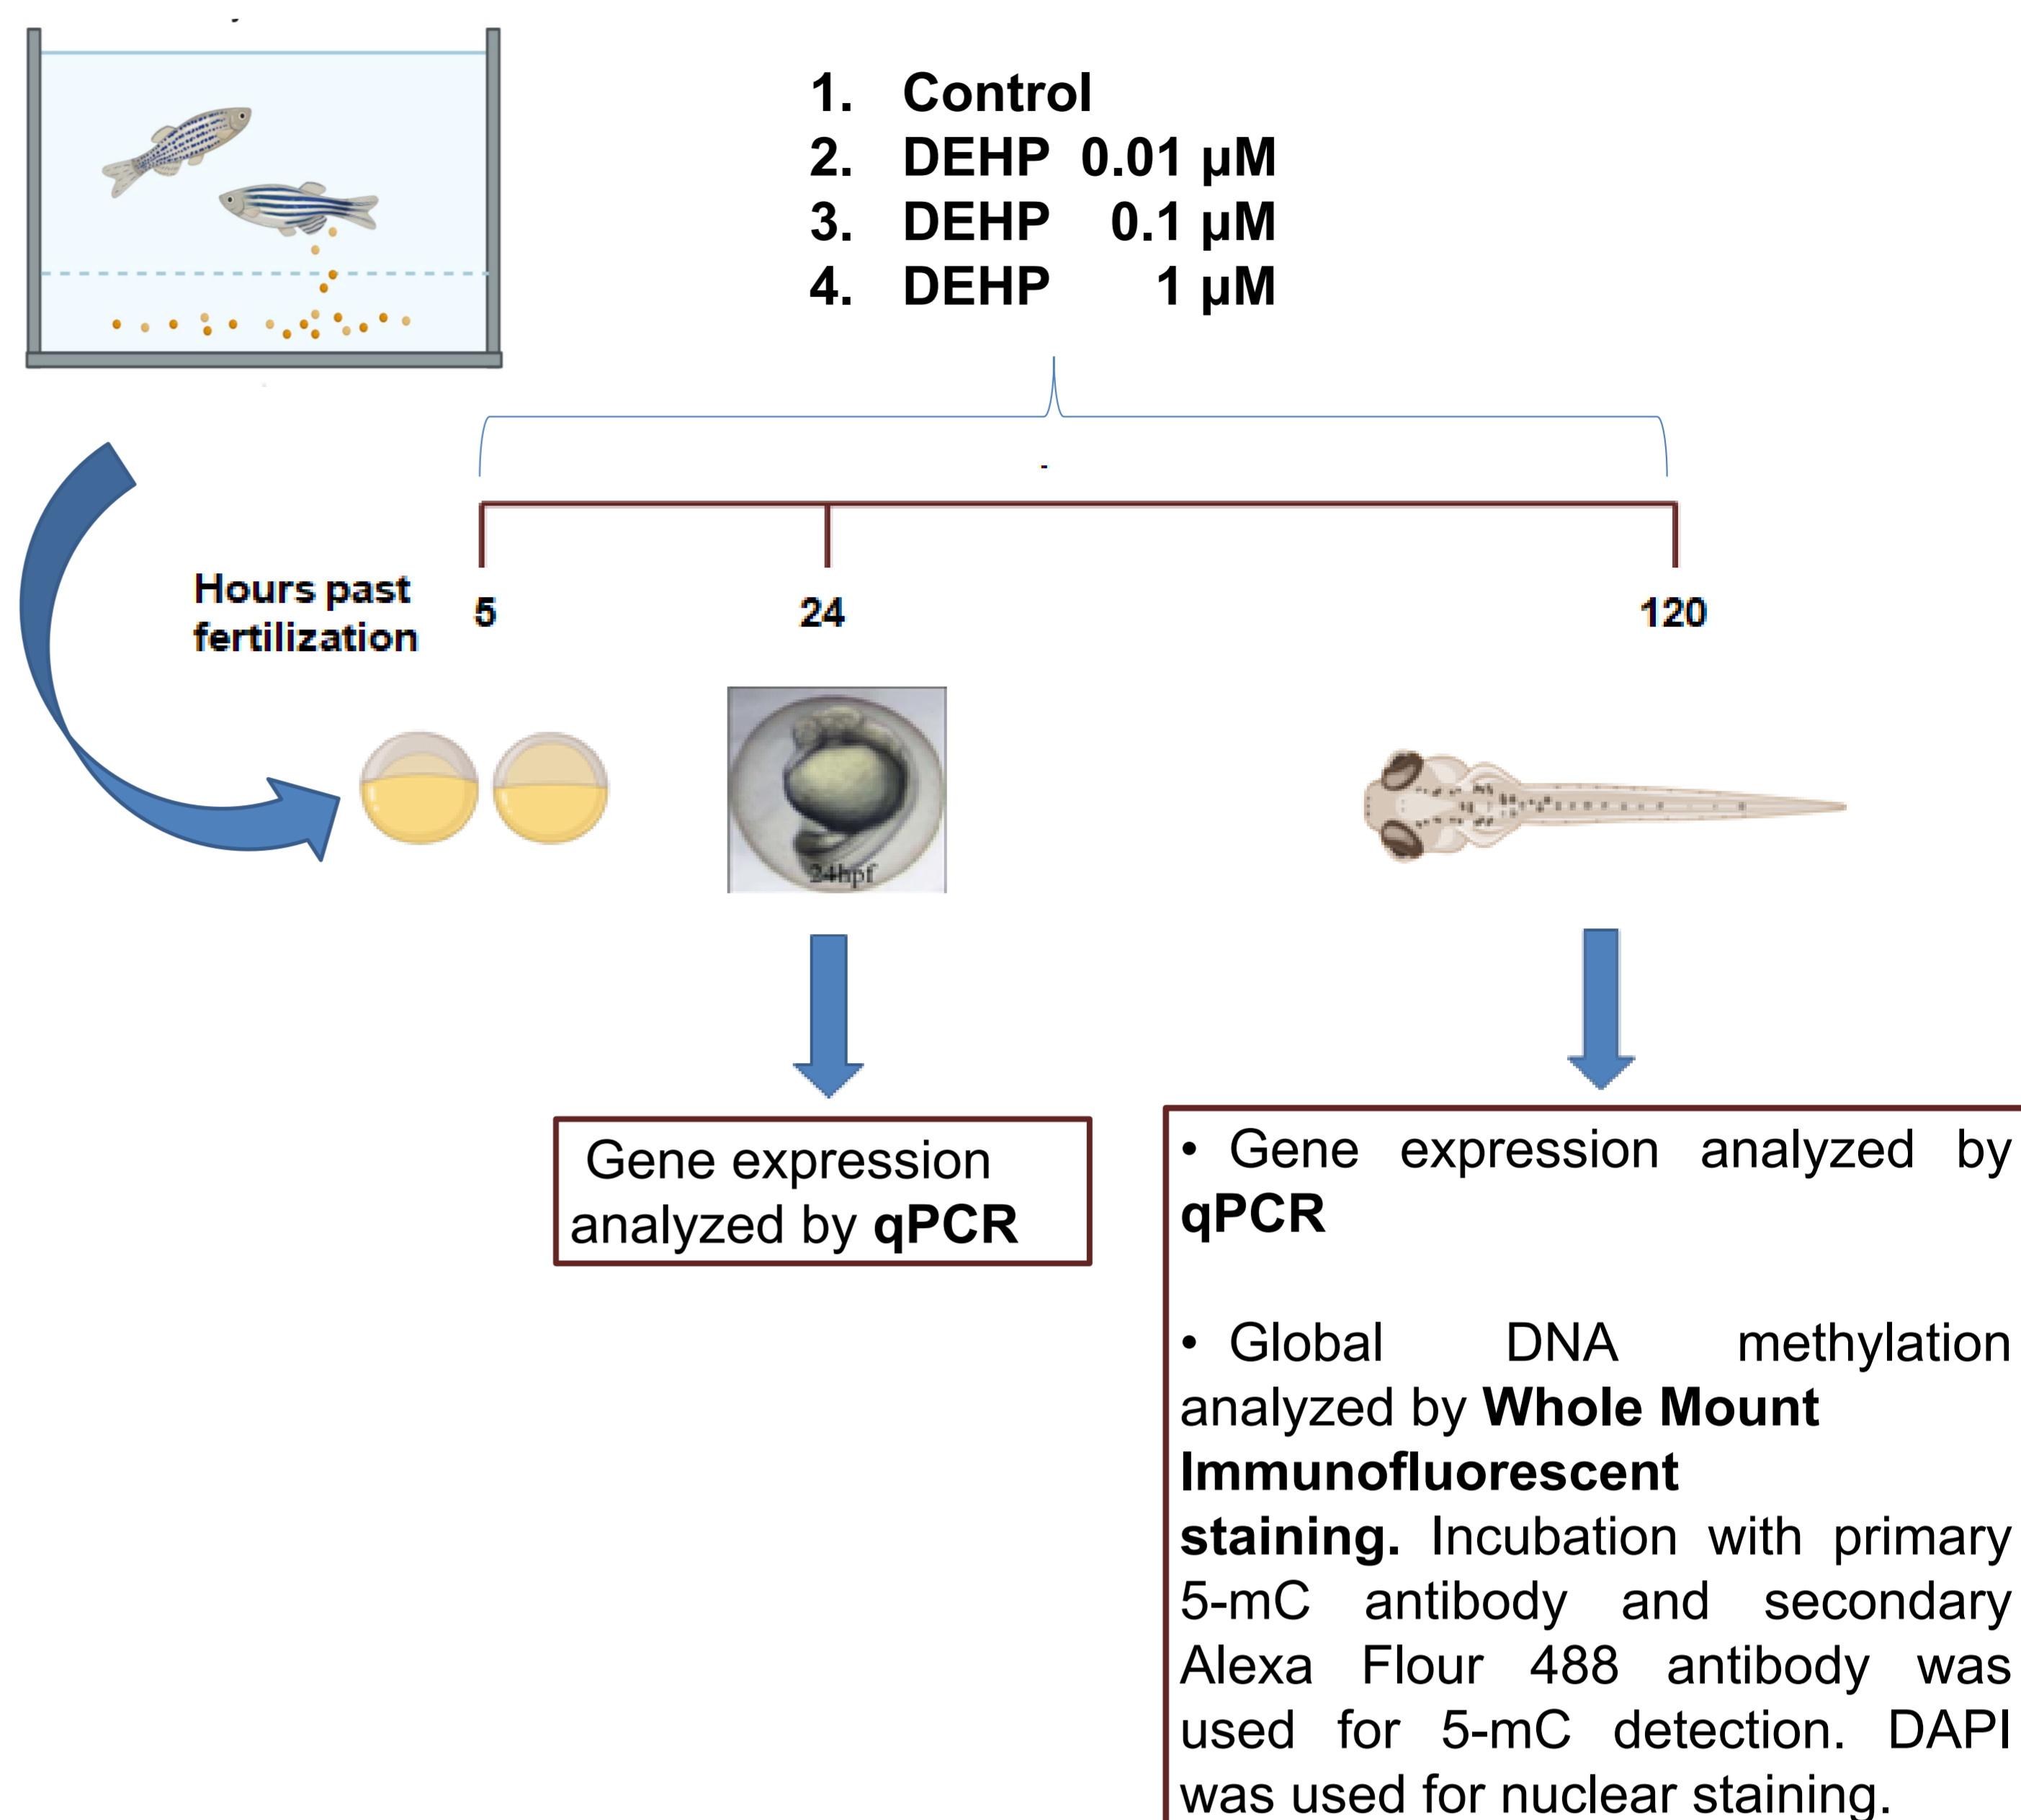 1. Control
2. DEHP 0.01 µM
3. DEHP 0.1 µM
4. DEHP 1 µM
Hours past
fertilization
5
24
120
24hpf
Gene expression
analyzed by qPCR
• Gene expression analyzed by
qPCR
• Global DNA methylation
analyzed by Whole Mount
Immunofluorescent
staining. Incubation with primary
5-mC antibody and secondary
Alexa Flour 488 antibody was
used for 5-mC detection. DAPI
was used for nuclear staining.